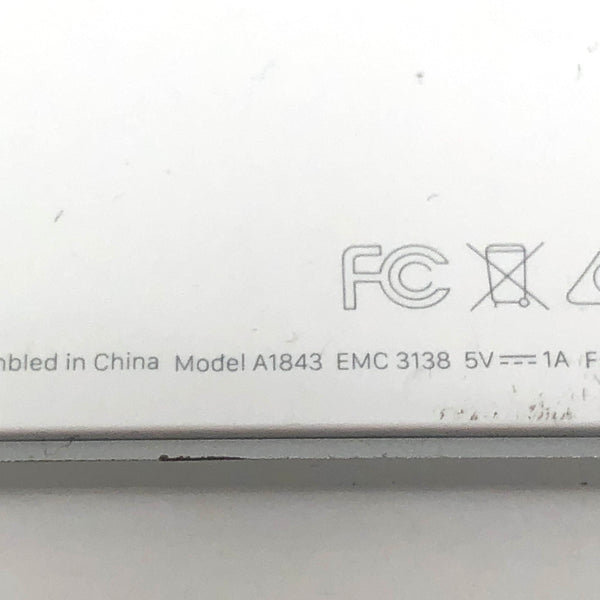 FC
mbled in China Model A1843 EMC 3138 5V⎓1A F